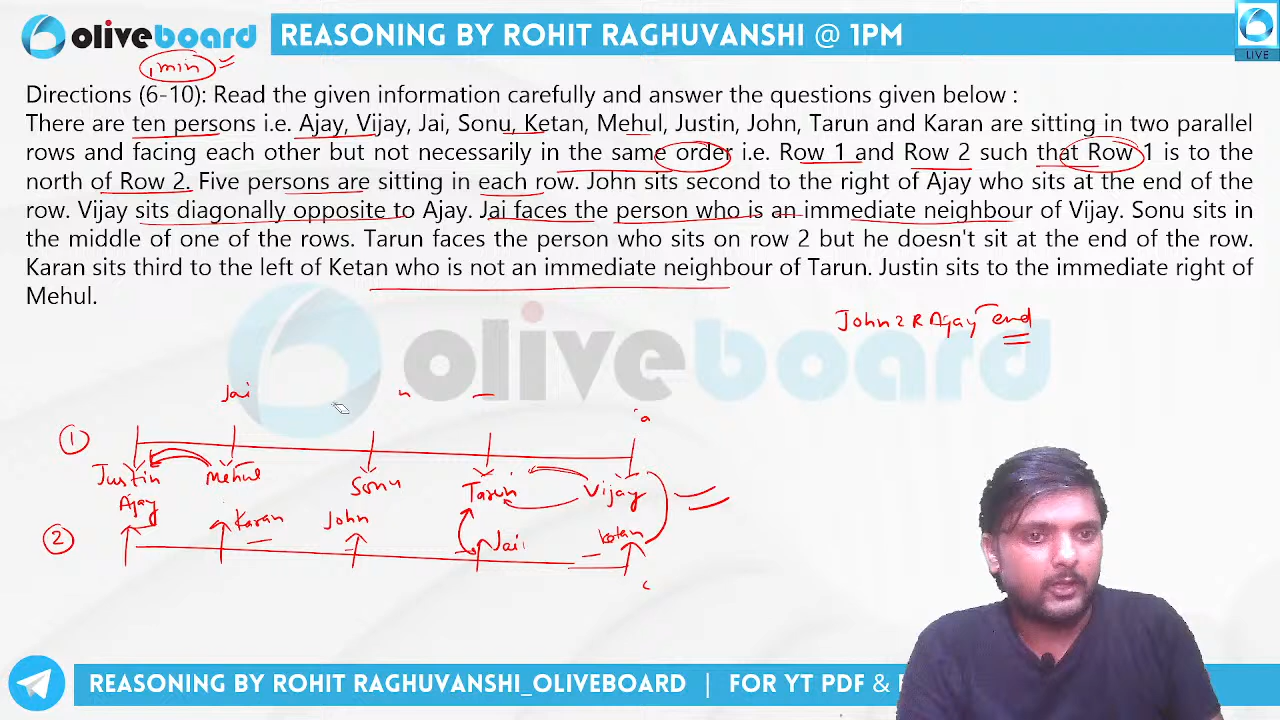 oliveboard
REASONING BY ROHIT RAGHUVANSHI @ 1PM
LIVE
min
Directions (6-10): Read the given information carefully and answer the questions given below :
There are ten persons i.e. Ajay, Vijay, Jai, Sonu, Ketan, Mehul, Justin, John, Tarun and Karan are sitting in two parallel
rows and facing each other but not necessarily in the same order i.e. Row 1 and Row 2 such that Row 1 is to the
north of Row 2. Five persons are sitting in each row. John sits second to the right of Ajay who sits at the end of the
row. Vijay sits diagonally opposite to Ajay. Jai faces the person who is an immediate neighbour of Vijay. Sonu sits in
the middle of one of the rows. Tarun faces the person who sits on row 2 but he doesn't sit at the end of the row.
Karan sits third to the left of Ketan who is not an immediate neighbour of Tarun. Justin sits to the immediate right of
Mehul.
John 2 R Ajay end
oliveboard
Jai
1
Justin Mehul Sonu Tarun Vijay
Ajay Karan John Jai Ketan
2
REASONING BY ROHIT RAGHUVANSHI_OLIVEBOARD | FOR YT PDF &